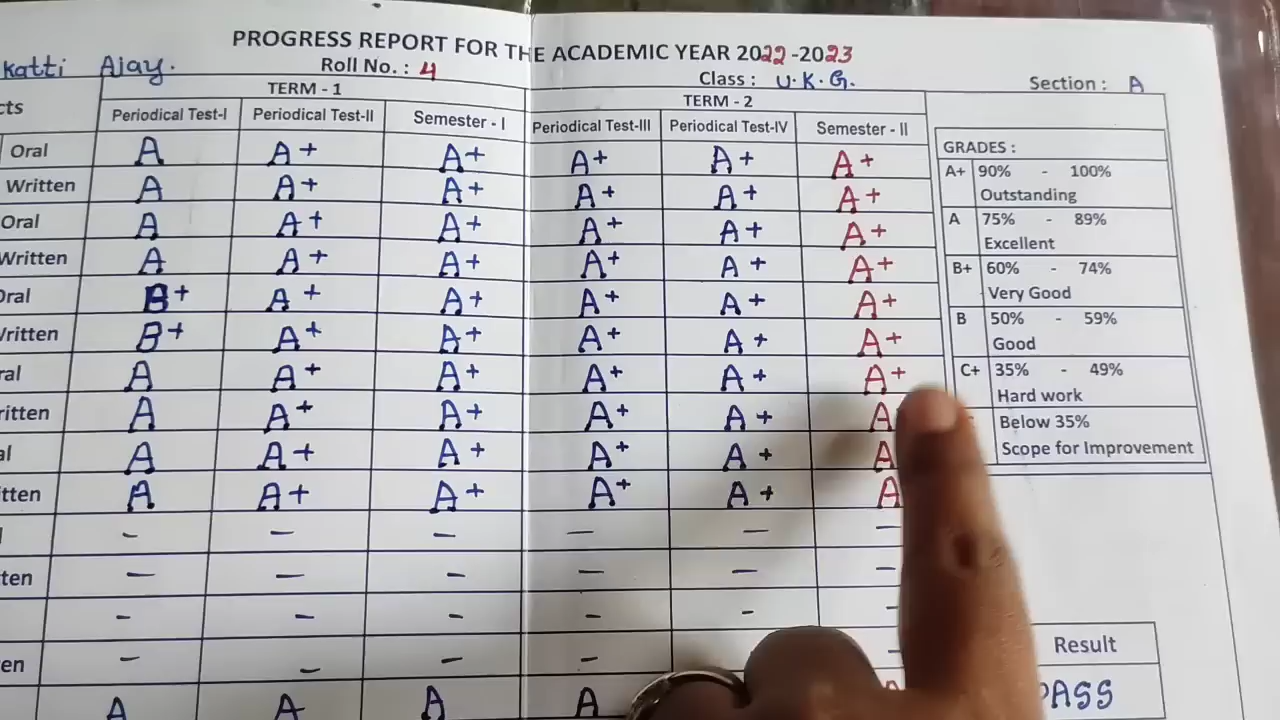 PROGRESS REPORT FOR THE ACADEMIC YEAR 2022-2023
katti Ajay. Roll No. : 4 Class : U.K.G. Section : A
cts TERM - 1 TERM - 2
Periodical Test-I Periodical Test-II Semester - I Periodical Test-III Periodical Test-IV Semester - II
Oral A A+ A+ A+ A+ A+
Written A A+ A+ A+ A+ A+
Oral A A+ A+ A+ A+ A+
Written A A+ A+ A+ A+ A+
Oral B+ A+ A+ A+ A+ A+
Written B+ A+ A+ A+ A+ A+
ral A A+ A+ A+ A+ A+
ritten A A+ A+ A+ A+ A
al A A+ A+ A+ A+ A
itten A A+ A+ A+ A+ A
- - - - - -
ten - - - - - -
- - - - - -
en - - - -
A A A A
GRADES :
A+ 90% - 100%
Outstanding
A 75% - 89%
Excellent
B+ 60% - 74%
Very Good
B 50% - 59%
Good
C+ 35% - 49%
Hard work
Below 35%
Scope for Improvement
Result
PASS